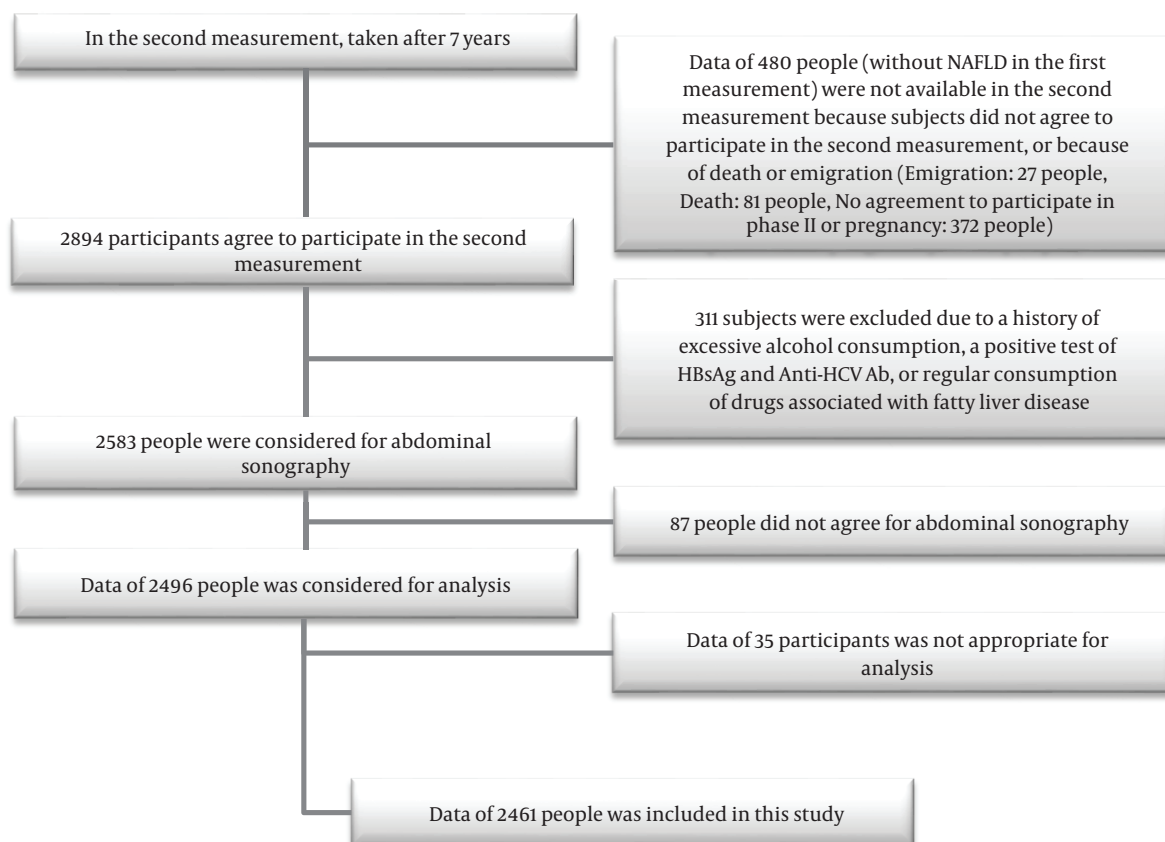 In the second measurement, taken after 7 years
Data of 480 people (without NAFLD in the first
measurement) were not available in the second
measurement because subjects did not agree to
participate in the second measurement, or because
of death or emigration (Emigration: 27 people,
Death: 81 people, No agreement to participate in
phase II or pregnancy: 372 people)
2894 participants agree to participate in the second
measurement
311 subjects were excluded due to a history of
excessive alcohol consumption, a positive test of
HBsAg and Anti-HCV Ab, or regular consumption
of drugs associated with fatty liver disease
2583 people were considered for abdominal
sonography
87 people did not agree for abdominal sonography
Data of 2496 people was considered for analysis
Data of 35 participants was not appropriate for
analysis
Data of 2461 people was included in this study